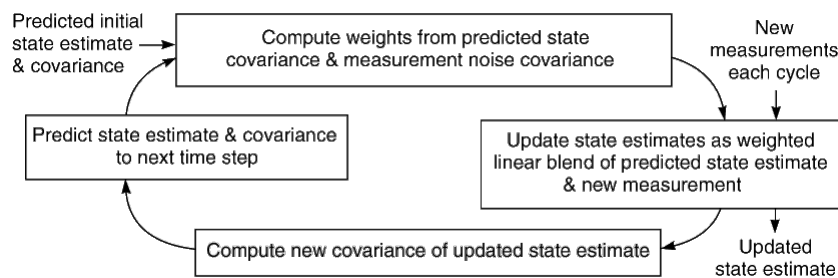 Predicted initial
state estimate
& covariance
Compute weights from predicted state
covariance & measurement noise covariance
New
measurements
each cycle
Predict state estimate & covariance
to next time step
Update state estimates as weighted
linear blend of predicted state estimate
& new measurement
Compute new covariance of updated state estimate
Updated
state estimate